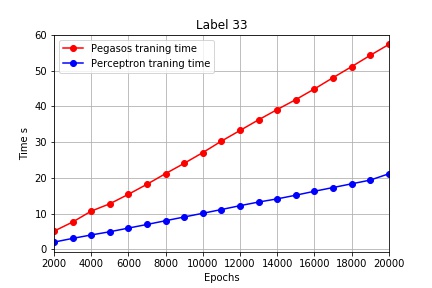 Label 33
Pegasos traning time
Perceptron traning time
60
50
40
30
20
10
0
Time s
2000 4000 6000 8000 10000 12000 14000 16000 18000 20000
Epochs